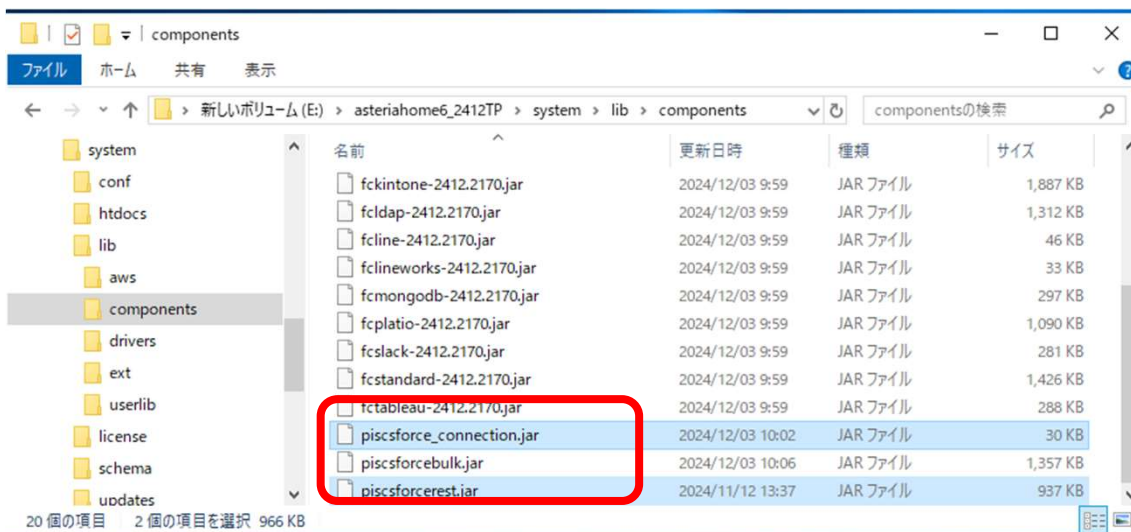 components
ファイル ホーム 共有 表示
新しいボリューム (E:) > asteriahome6_2412TP > system > lib > components componentsの検索
system
conf
htdocs
lib
aws
components
drivers
ext
userlib
license
schema
updates
名前 更新日時 種類 サイズ
fckintone-2412.2170.jar 2024/12/03 9:59 JAR ファイル 1,887 KB
fcldap-2412.2170.jar 2024/12/03 9:59 JAR ファイル 1,312 KB
fcline-2412.2170.jar 2024/12/03 9:59 JAR ファイル 46 KB
fclineworks-2412.2170.jar 2024/12/03 9:59 JAR ファイル 33 KB
fcmongodb-2412.2170.jar 2024/12/03 9:59 JAR ファイル 297 KB
fcplatio-2412.2170.jar 2024/12/03 9:59 JAR ファイル 1,090 KB
fcslack-2412.2170.jar 2024/12/03 9:59 JAR ファイル 281 KB
fcstandard-2412.2170.jar 2024/12/03 9:59 JAR ファイル 1,426 KB
fctableau-2412.2170.jar 2024/12/03 9:59 JAR ファイル 288 KB
piscsforce_connection.jar 2024/12/03 10:02 JAR ファイル 30 KB
piscsforcebulk.jar 2024/12/03 10:06 JAR ファイル 1,357 KB
piscsforcerest.jar 2024/11/12 13:37 JAR ファイル 937 KB
20 個の項目 2 個の項目を選択 966 KB